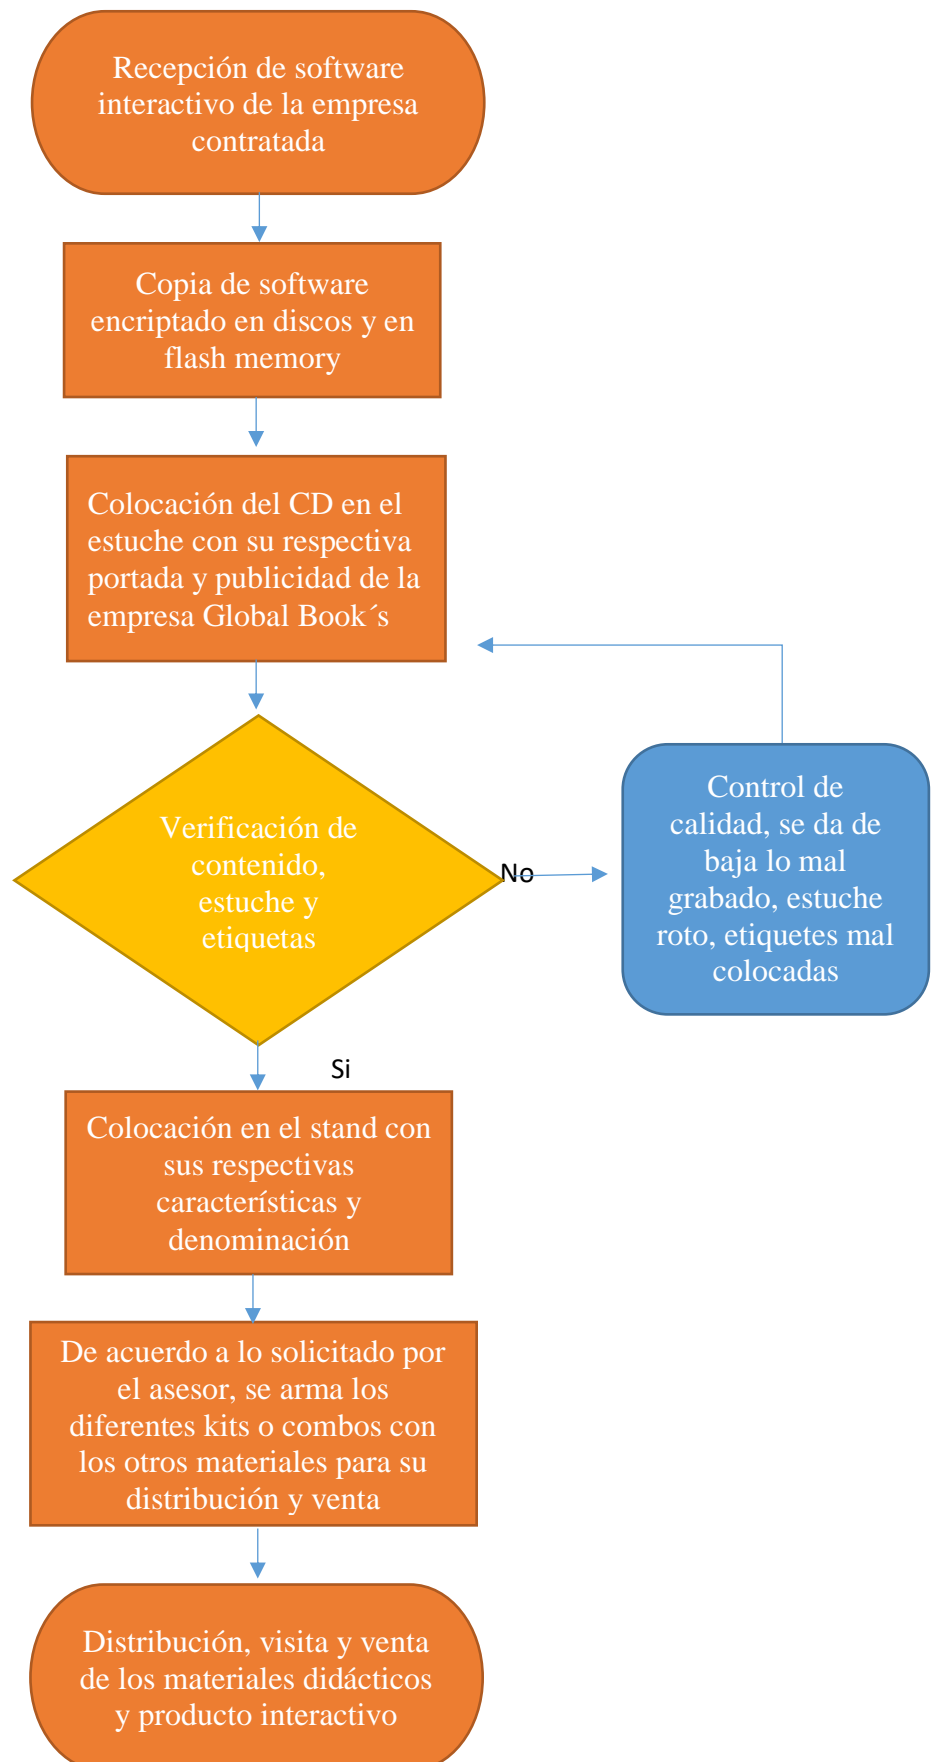 Recepción de software
interactivo de la empresa
contratada
Copia de software
encriptado en discos y en
flash memory
Colocación del CD en el
estuche con su respectiva
portada y publicidad de la
empresa Global Book´s
Verificación de
contenido,
estuche y
etiquetas
No
Control de
calidad, se da de
baja lo mal
grabado, estuche
roto, etiquetes mal
colocadas
Si
Colocación en el stand con
sus respectivas
características y
denominación
De acuerdo a lo solicitado por
el asesor, se arma los
diferentes kits o combos con
los otros materiales para su
distribución y venta
Distribución, visita y venta
de los materiales didácticos
y producto interactivo